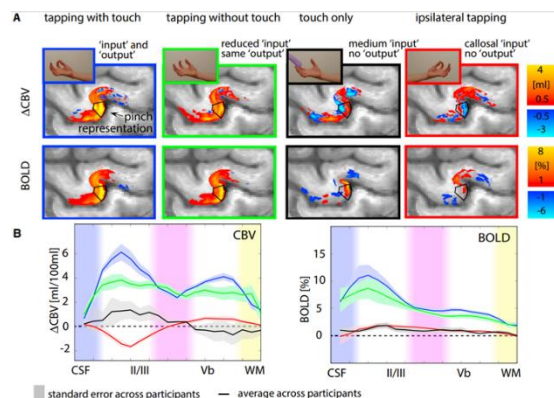 tapping with touch
tapping without touch
touch only
ipsilateral tapping
A
'input' and
'output'
reduced 'input'
same 'output'
medium 'input'
no 'output'
callosal 'input'
no 'output'
ΔCBV
pinch
representation
4
[ml]
0.5
-0.5
-3
BOLD
8
[%]
1
-1
-6
B
CBV
ΔCBV [ml/100ml]
6
4
2
0
-2
CSF
II/III
Vb
WM
BOLD
BOLD [%]
15
10
5
0
CSF
II/III
Vb
WM
standard error across participants
average across participants